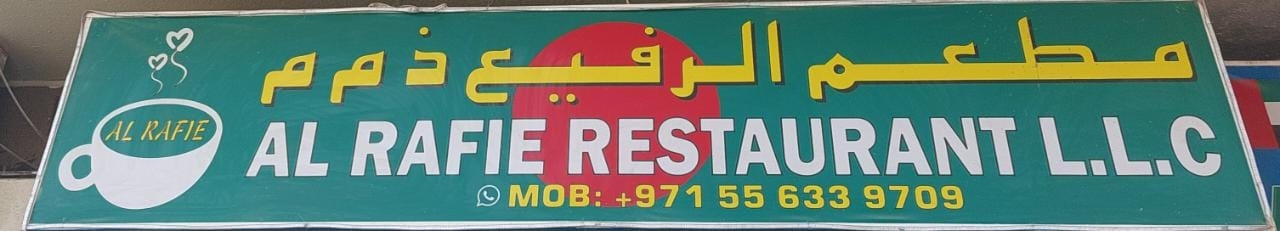 مطعم الرفيع ذ م م
AL RAFIE
AL RAFIE RESTAURANT L.L.C
MOB: +971 55 633 9709